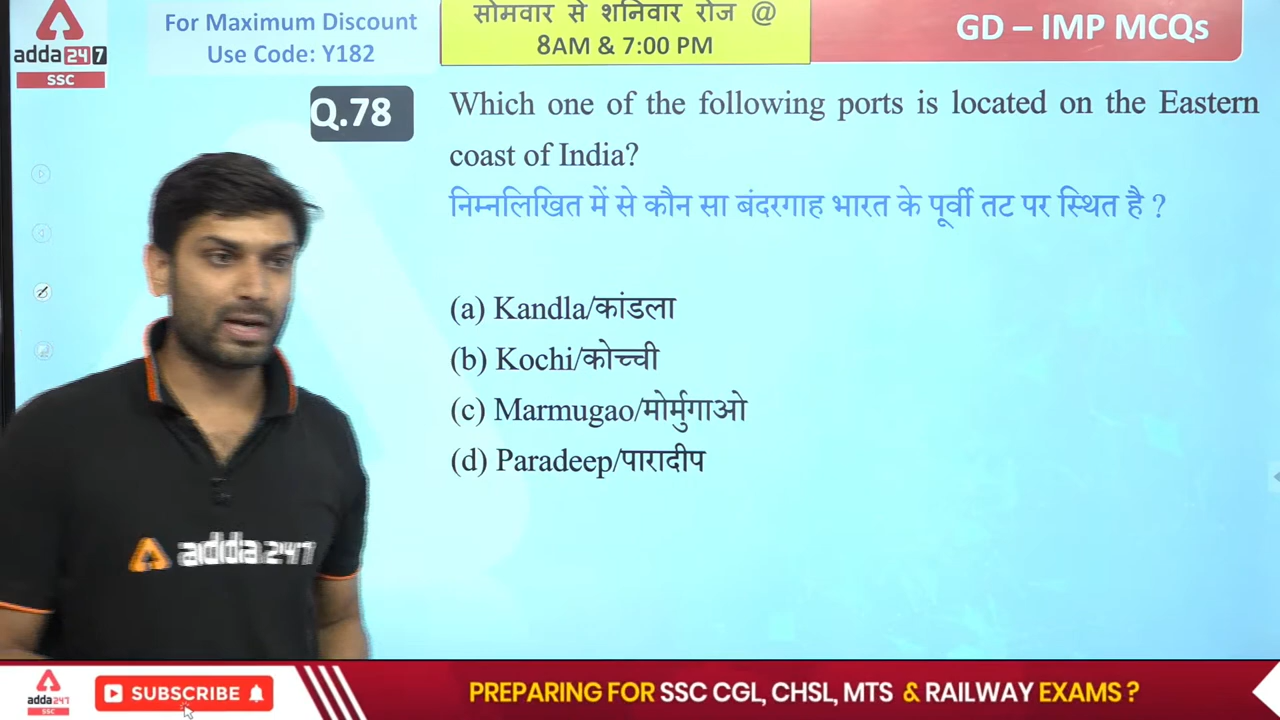 adda247
SSC
For Maximum Discount
Use Code: Y182
सोमवार से शनिवार रोज @
8AM & 7:00 PM
GD – IMP MCQs
Q.78
Which one of the following ports is located on the Eastern
coast of India?
निम्नलिखित में से कौन सा बंदरगाह भारत के पूर्वी तट पर स्थित है ?
(a) Kandla/कांडला
(b) Kochi/कोच्ची
(c) Marmugao/मोर्मुगाओ
(d) Paradeep/पारादीप
adda247
adda247
SSC
SUBSCRIBE
PREPARING FOR SSC CGL, CHSL, MTS & RAILWAY EXAMS ?